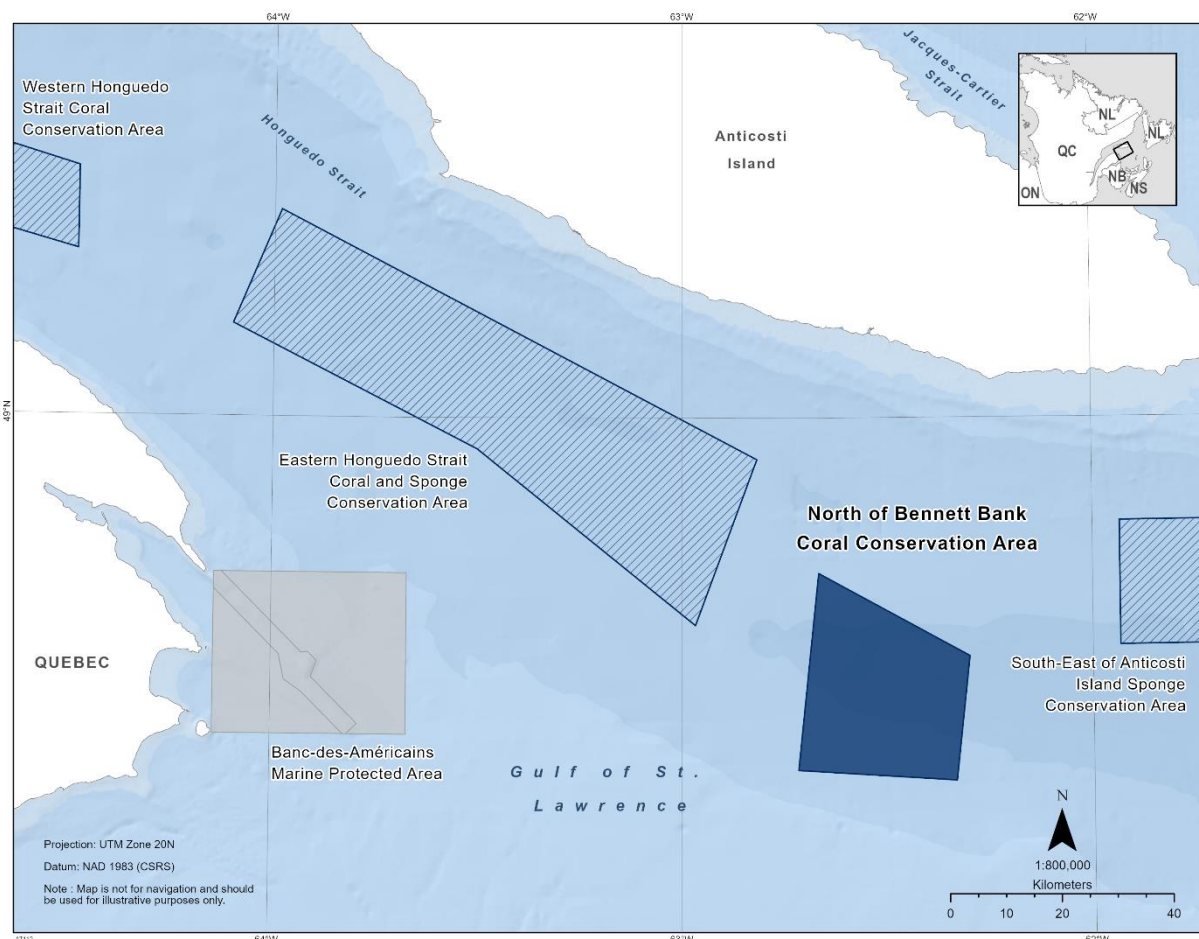 64°W
63°W
62°W
Western Honguedo
Strait Coral
Conservation Area
Honguedo Strait
Jacques-Cartier
Strait
Anticosti
Island
NL
NL
QC
NB
NS
ON
49°N
Eastern Honguedo Strait
Coral and Sponge
Conservation Area
North of Bennett Bank
Coral Conservation Area
QUEBEC
South-East of Anticosti
Island Sponge
Conservation Area
Banc-des-Américains
Marine Protected Area
Gulf of St.
Lawrence
N
1:800,000
Kilometers
0 10 20 40
Projection: UTM Zone 20N
Datum: NAD 1983 (CSRS)
Note : Map is not for navigation and should
be used for illustrative purposes only.
64°W
63°W
62°W